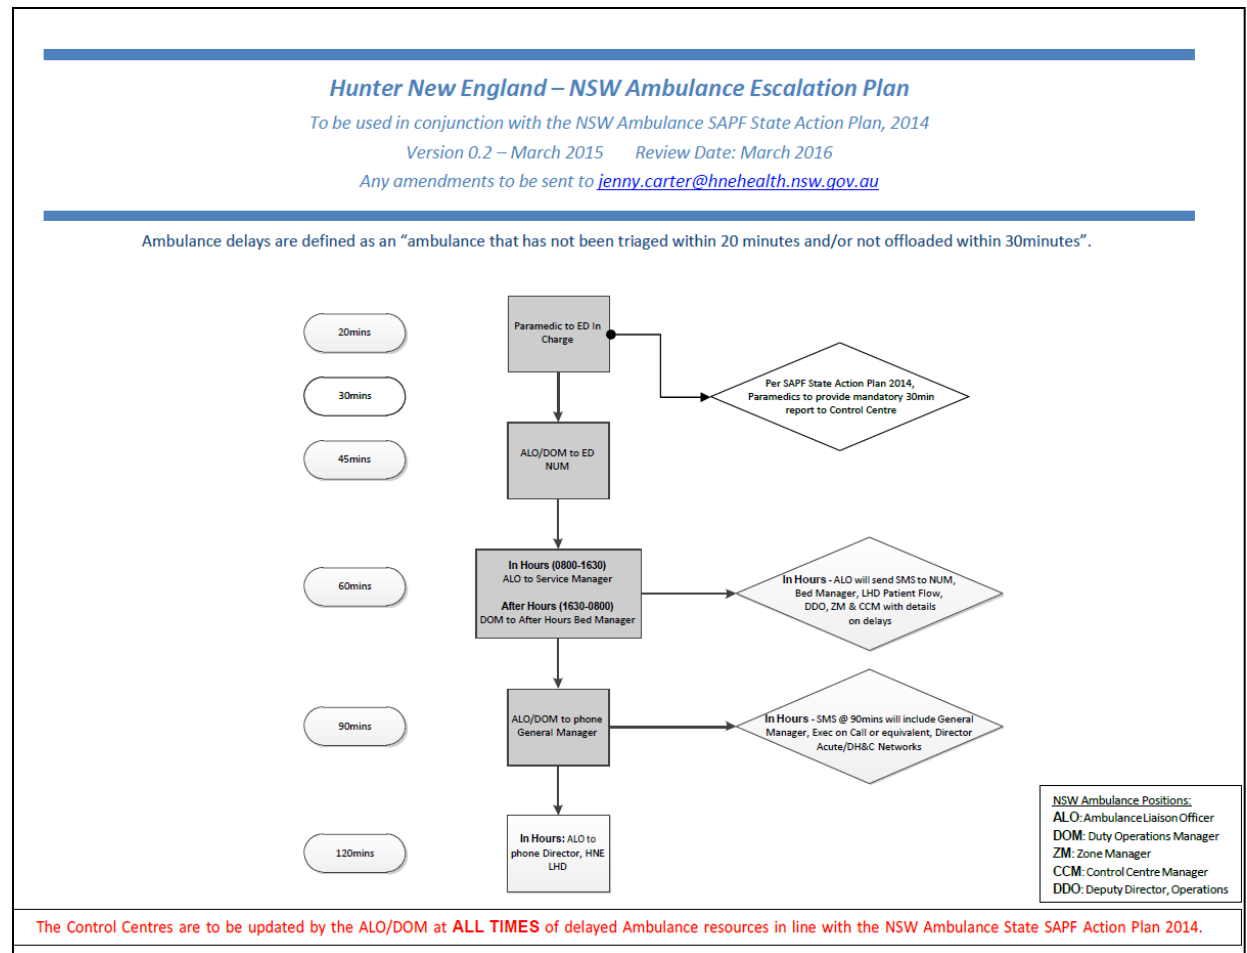 Hunter New England – NSW Ambulance Escalation Plan
To be used in conjunction with the NSW Ambulance SAPF State Action Plan, 2014
Version 0.2 – March 2015 Review Date: March 2016
Any amendments to be sent to jenny.carter@hnehealth.nsw.gov.au
Ambulance delays are defined as an “ambulance that has not been triaged within 20 minutes and/or not offloaded within 30minutes”.
20mins
Paramedic to ED In
Charge
30mins
Per SAPF State Action Plan 2014,
Paramedics to provide mandatory 30min
report to Control Centre
45mins
ALO/DOM to ED
NUM
60mins
In Hours (0800-1630)
ALO to Service Manager
After Hours (1630-0800)
DOM to After Hours Bed Manager
In Hours - ALO will send SMS to NUM,
Bed Manager, LHD Patient Flow,
DDO, ZM & CCM with details
on delays
90mins
ALO/DOM to phone
General Manager
In Hours - SMS @ 90mins will include General
Manager, Exec on Call or equivalent, Director
Acute/DH&C Networks
120mins
In Hours: ALO to
phone Director, HNE
LHD
NSW Ambulance Positions:
ALO: Ambulance Liaison Officer
DOM: Duty Operations Manager
ZM: Zone Manager
CCM: Control Centre Manager
DDO: Deputy Director, Operations
The Control Centres are to be updated by the ALO/DOM at ALL TIMES of delayed Ambulance resources in line with the NSW Ambulance State SAPF Action Plan 2014.